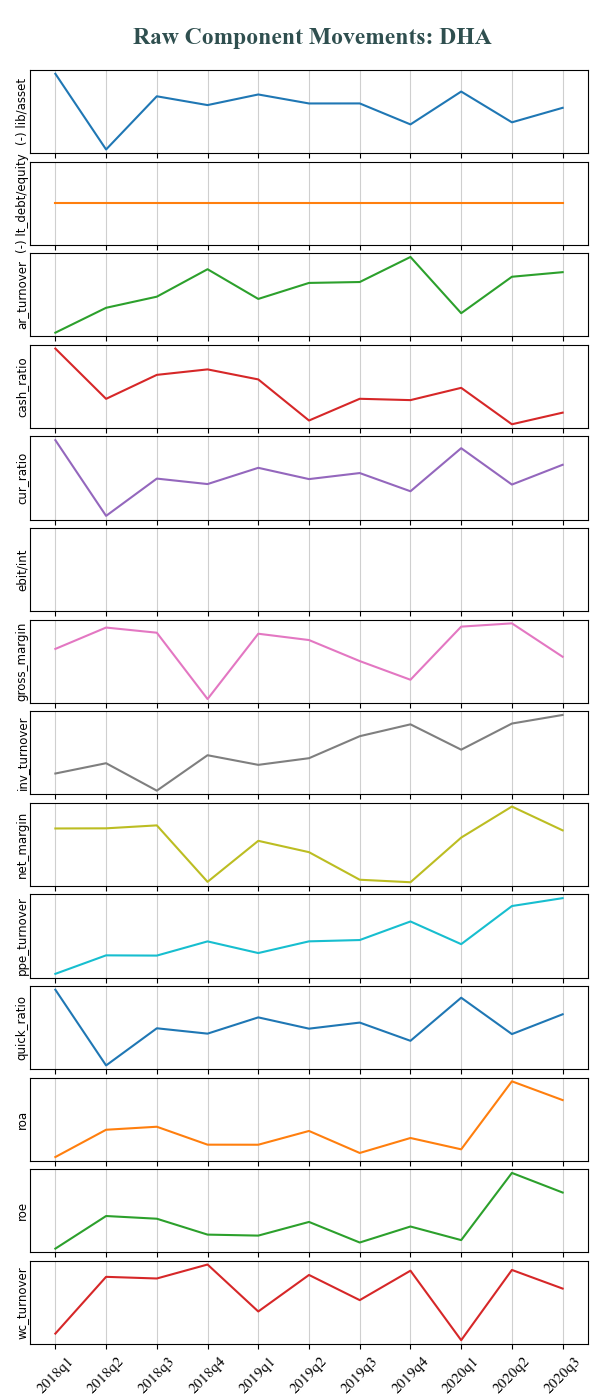 Raw Component Movements: DHA
(-) lib/asset
(-) lt_debt/equity
ar_turnover
cash_ratio
cur_ratio
ebit/int
gross_margin
inv_turnover
net_margin
ppe_turnover
quick_ratio
roa
roe
wc_turnover
2018q1 2018q2 2018q3 2018q4 2019q1 2019q2 2019q3 2019q4 2020q1 2020q2 2020q3